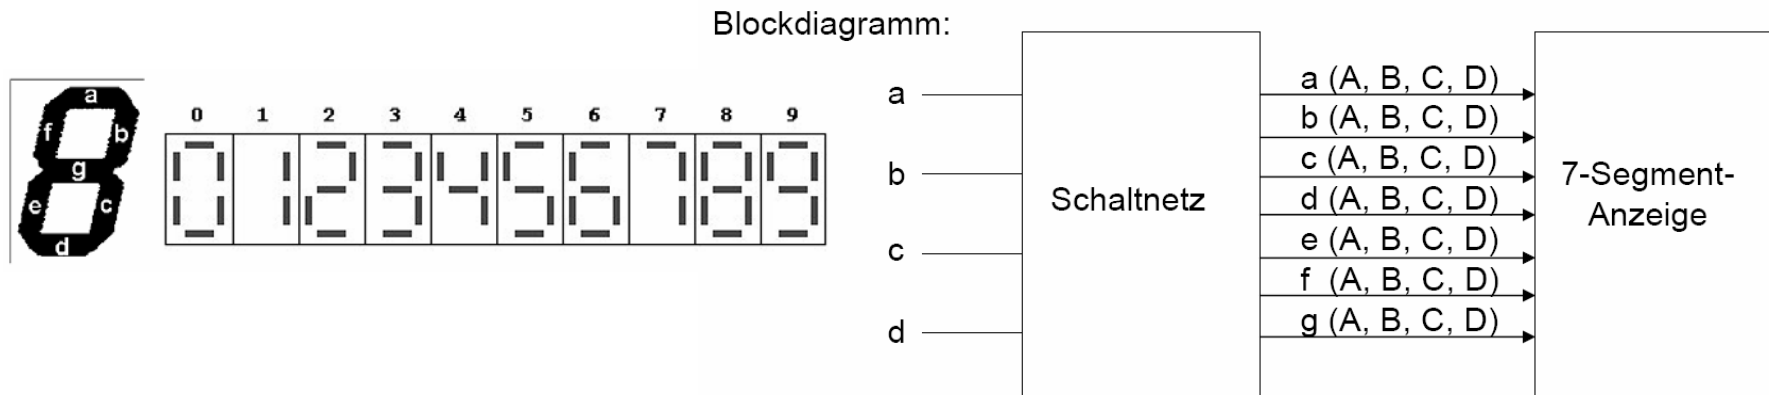 Blockdiagramm:
a
f b
g
e c
d
0 1 2 3 4 5 6 7 8 9
a
b
c
d
Schaltnetz
a (A, B, C, D)
b (A, B, C, D)
c (A, B, C, D)
d (A, B, C, D)
e (A, B, C, D)
f (A, B, C, D)
g (A, B, C, D)
7-Segment-
Anzeige